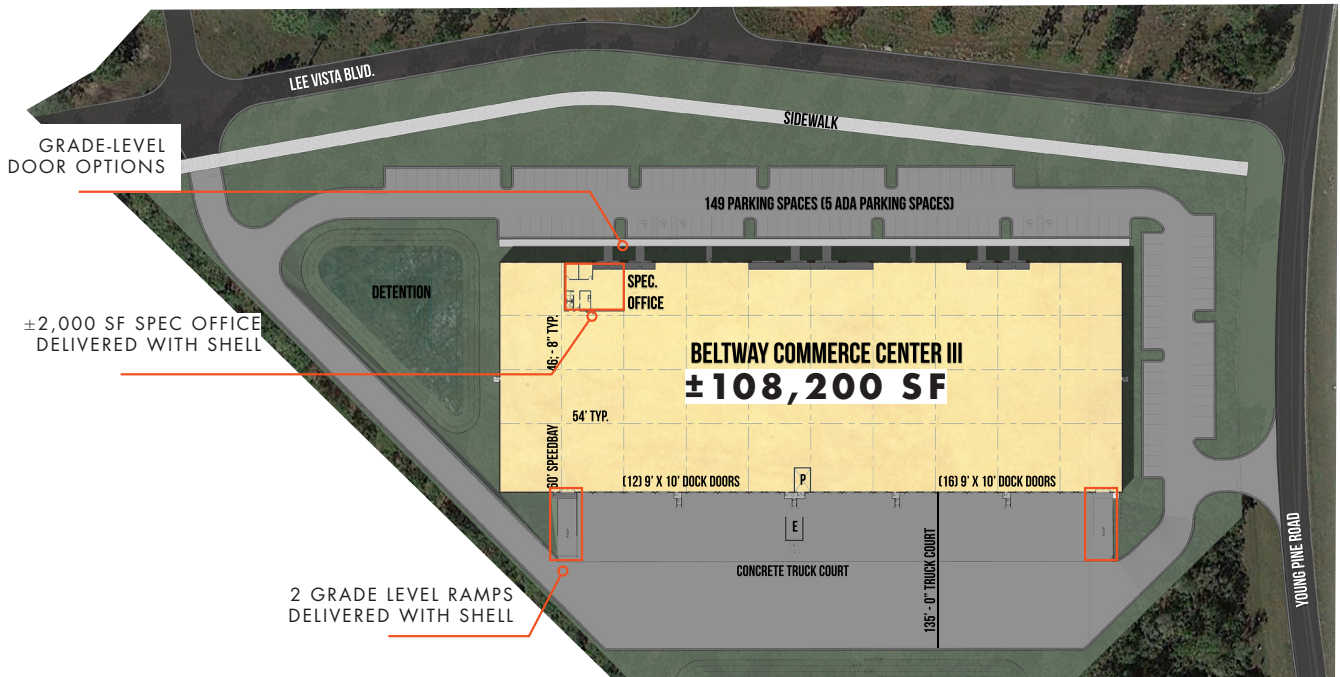 LEE VISTA BLVD.
SIDEWALK
GRADE-LEVEL
DOOR OPTIONS
149 PARKING SPACES (5 ADA PARKING SPACES)
DETENTION
SPEC.
OFFICE
±2,000 SF SPEC OFFICE
DELIVERED WITH SHELL
46; - 8" TYP.
BELTWAY COMMERCE CENTER III
±108,200 SF
54' TYP.
60' SPEEDBAY
(12) 9' X 10' DOCK DOORS
P
(16) 9' X 10' DOCK DOORS
E
CONCRETE TRUCK COURT
135' - 0" TRUCK COURT
YOUNG PINE ROAD
2 GRADE LEVEL RAMPS
DELIVERED WITH SHELL